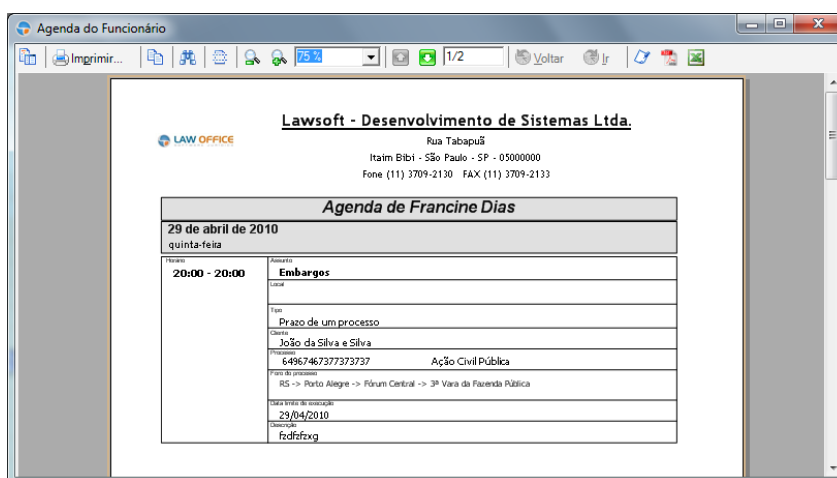 Agenda do Funcionário
Imprimir... 75 % 1/2 Voltar Ir
LAW OFFICE
Lawsoft - Desenvolvimento de Sistemas Ltda.
Rua Tabapuã
Itaim Bibi - São Paulo - SP - 05000000
Fone (11) 3709-2130 FAX (11) 3709-2133
Agenda de Francine Dias
29 de abril de 2010
quinta-feira
Horário
20:00 - 20:00
Assunto
Embargos
Local
Tipo
Prazo de um processo
Cliente
João da Silva e Silva
Processo
64967467377373737 Ação Civil Pública
Foro do processo
RS -> Porto Alegre -> Fórum Central -> 3ª Vara da Fazenda Pública
Data limite de execução
29/04/2010
Descrição
fzdfzfzxg